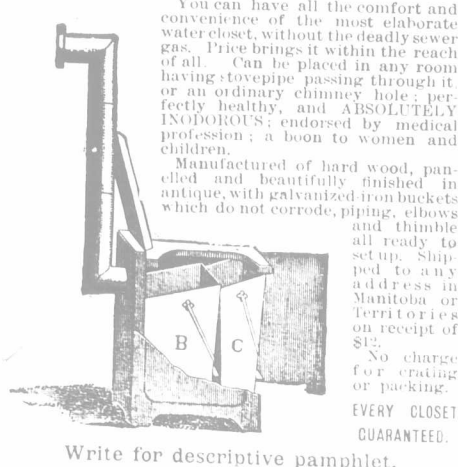 You can have all the comfort and
convenience of the most elaborate
water closet, without the deadly sewer
gas. Price brings it within the reach
of all. Can be placed in any room
having stovepipe passing through it
or an ordinary chimney hole; per-
fectly healthy, and ABSOLUTELY
INODOROUS; endorsed by medical
profession; a boon to women and
children.
Manufactured of hard wood, pan-
elled and beautifully finished in
antique, with galvanized iron buckets
which do not corrode, piping, elbows
and thimble
all ready to
set up. Ship-
ped to any
address in
Manitoba or
Territories
on receipt of
$12.
No charge
for crating
or packing.
B C
EVERY CLOSET
GUARANTEED.
Write for descriptive pamphlet.